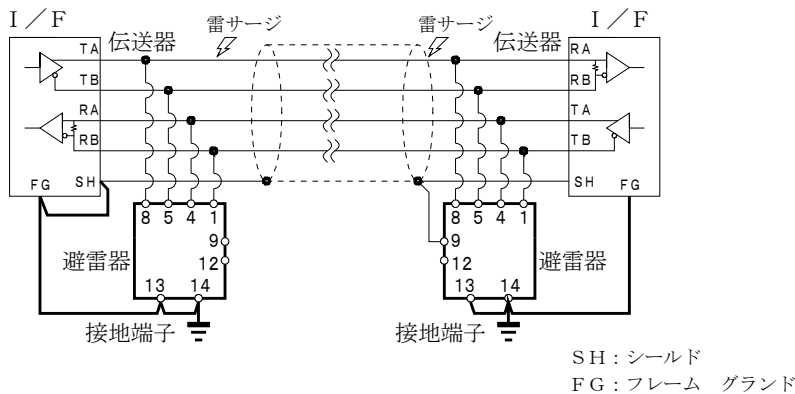 I／F
伝送器
雷サージ
雷サージ
伝送器
I／F
TA
TB
RA
RB
SH
FG
RA
RB
TA
TB
SH
FG
8 5 4 1
9
12
13 14
避雷器
接地端子
8 5 4 1
9
12
13 14
避雷器
接地端子
SH：シールド
FG：フレーム　グランド